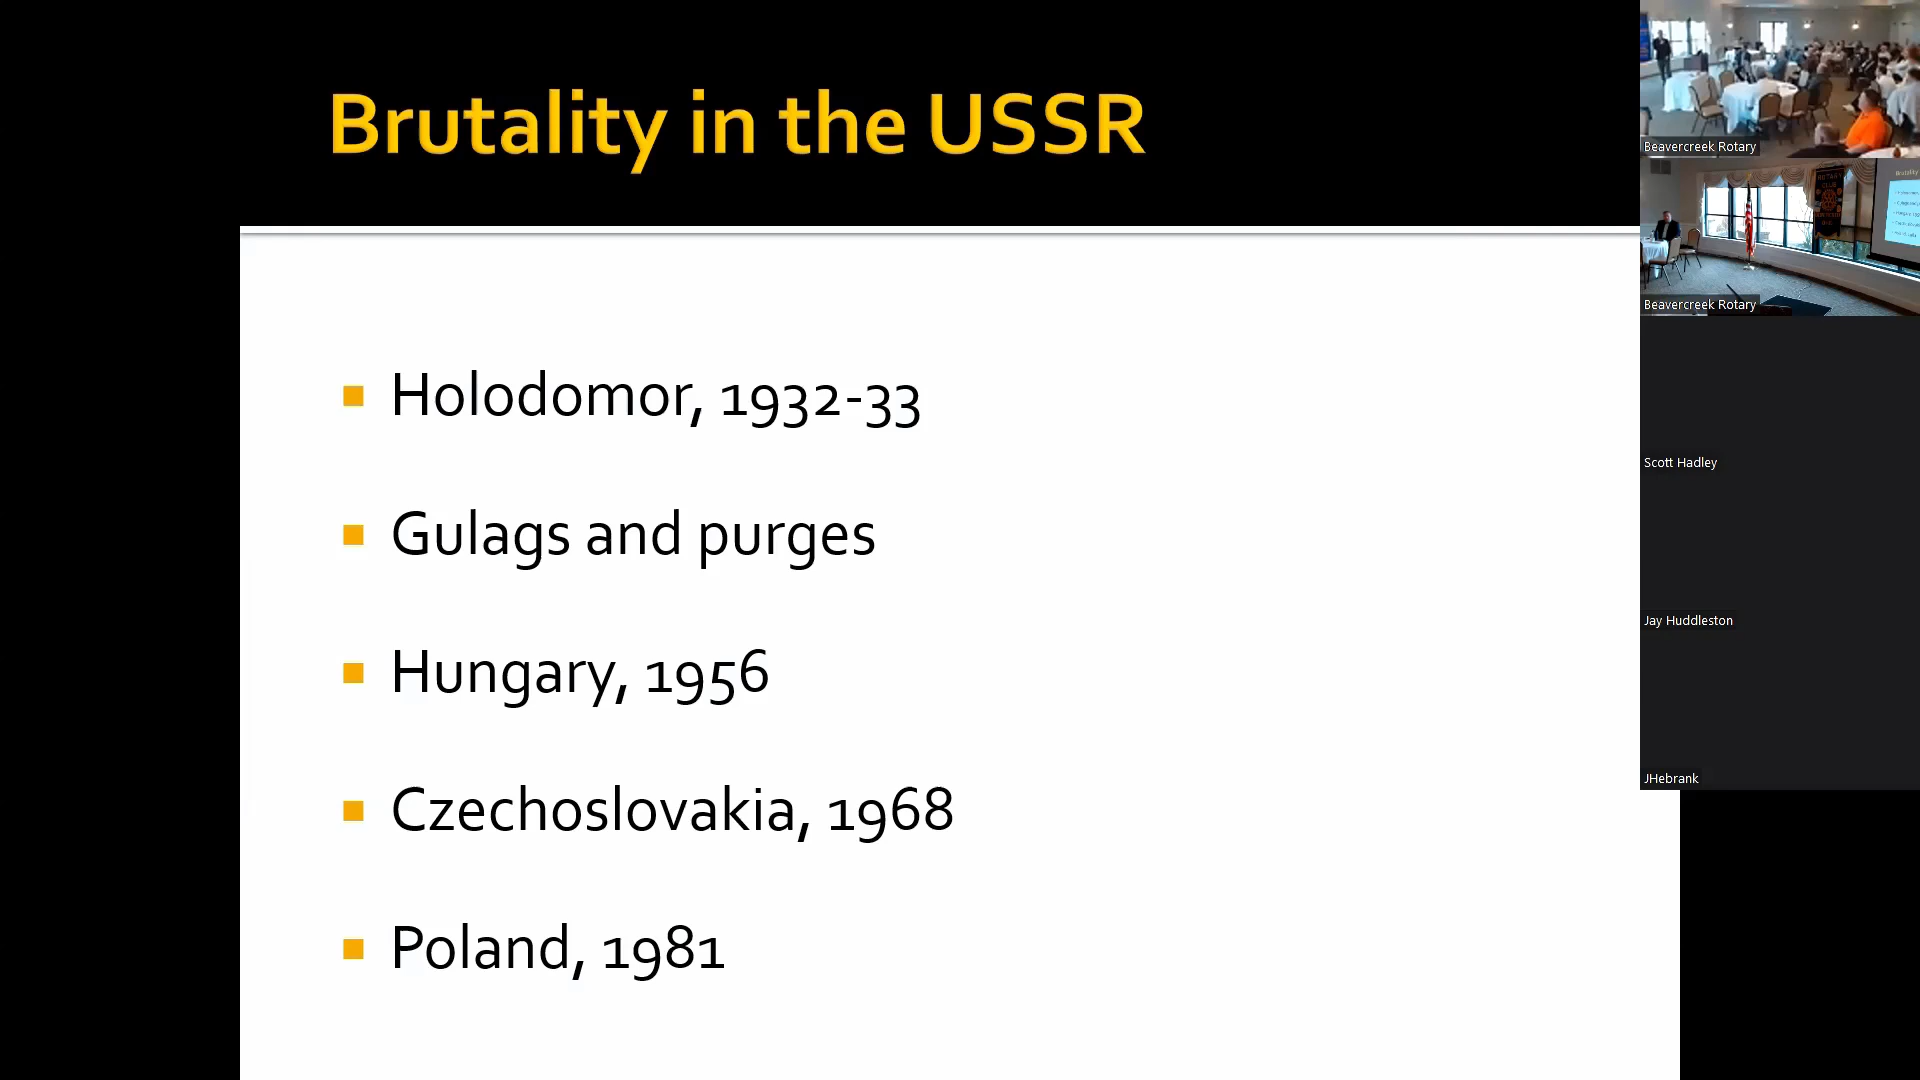 Brutality in the USSR
Holodomor, 1932-33
Gulags and purges
Hungary, 1956
Czechoslovakia, 1968
Poland, 1981
Beavercreek Rotary
Beavercreek Rotary
Scott Hadley
Jay Huddleston
JHebrank